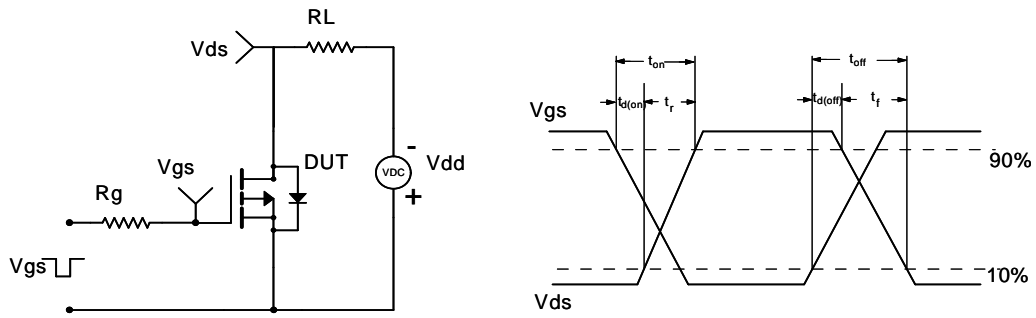 RL
Vds
Vgs
DUT
-
VDC
Vdd
+
Rg
Vgs
ton
toff
td(on)
tr
td(off)
tf
Vgs
90%
10%
Vds